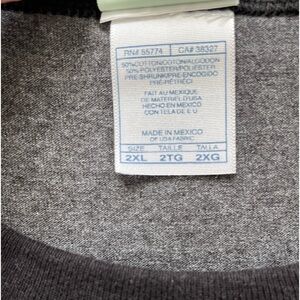 RN# 55774 CA# 38327
50%COTTON/COTON/ALGODON
50% POLYESTER/POLIESTER
PRE-SHRUNK/PRE-ENCOGIDO
PRÉ-RÉTRÉCI
FAIT AU MEXIQUE
DE MATERIEL D'USA
HECHO EN MEXICO
CON TELA DE E U
MADE IN MEXICO
OF USA FABRIC
SIZE TAILLE TALLA
2XL 2TG 2XG